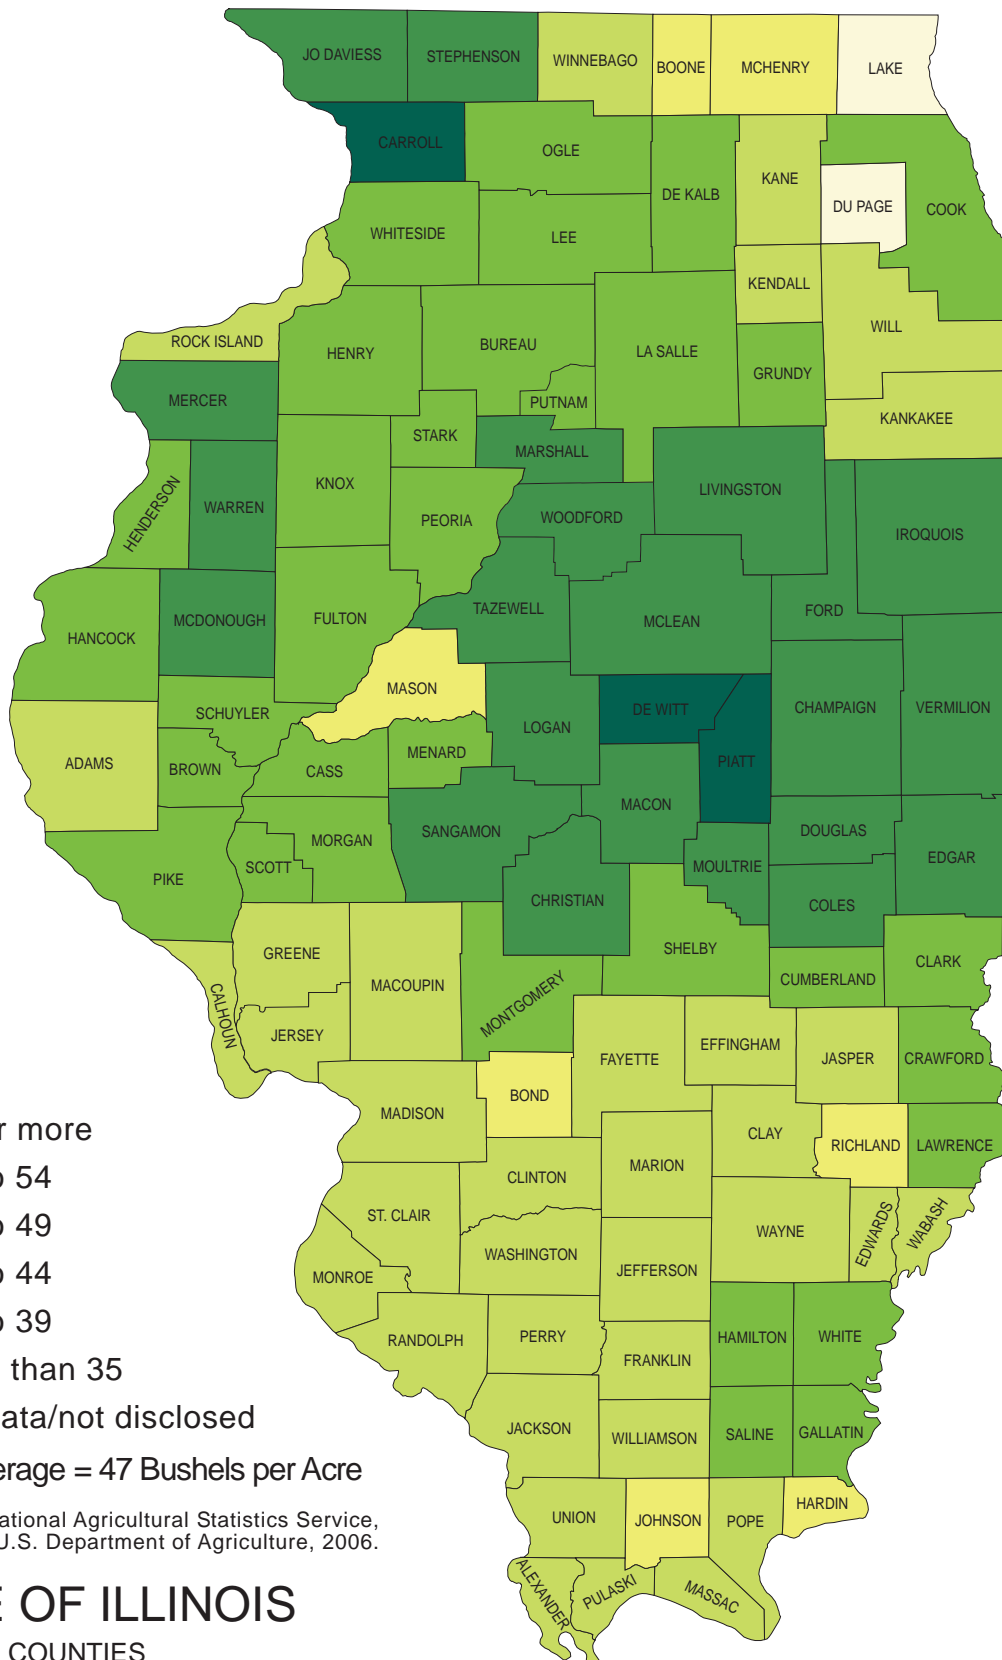 JO DAVIESS
STEPHENSON
WINNEBAGO
BOONE
MCHENRY
LAKE
CARROLL
OGLE
DE KALB
KANE
DU PAGE
COOK
WHITESIDE
LEE
KENDALL
ROCK ISLAND
HENRY
BUREAU
LA SALLE
WILL
GRUNDY
MERCER
PUTNAM
KANKAKEE
STARK
MARSHALL
HENDERSON
WARREN
KNOX
PEORIA
WOODFORD
LIVINGSTON
IROQUOIS
HANCOCK
MCDONOUGH
FULTON
TAZEWELL
MCLEAN
FORD
MASON
SCHUYLER
LOGAN
DE WITT
CHAMPAIGN
VERMILION
ADAMS
BROWN
CASS
MENARD
PIATT
MACON
SANGAMON
DOUGLAS
MORGAN
SCOTT
PIKE
MOULTRIE
EDGAR
CHRISTIAN
COLES
GREENE
MACOUPIN
MONTGOMERY
SHELBY
CUMBERLAND
CLARK
CALHOUN
JERSEY
FAYETTE
EFFINGHAM
JASPER
CRAWFORD
MADISON
BOND
CLAY
RICHLAND
LAWRENCE
CLINTON
MARION
ST. CLAIR
WAYNE
EDWARDS
WABASH
WASHINGTON
MONROE
JEFFERSON
RANDOLPH
PERRY
HAMILTON
WHITE
FRANKLIN
JACKSON
WILLIAMSON
SALINE
GALLATIN
UNION
JOHNSON
POPE
HARDIN
ALEXANDER
PULASKI
MASSAC
r more
54
49
44
39
than 35
ata/not disclosed
erage = 47 Bushels per Acre
ational Agricultural Statistics Service,
U.S. Department of Agriculture, 2006.
E OF ILLINOIS
COUNTIES